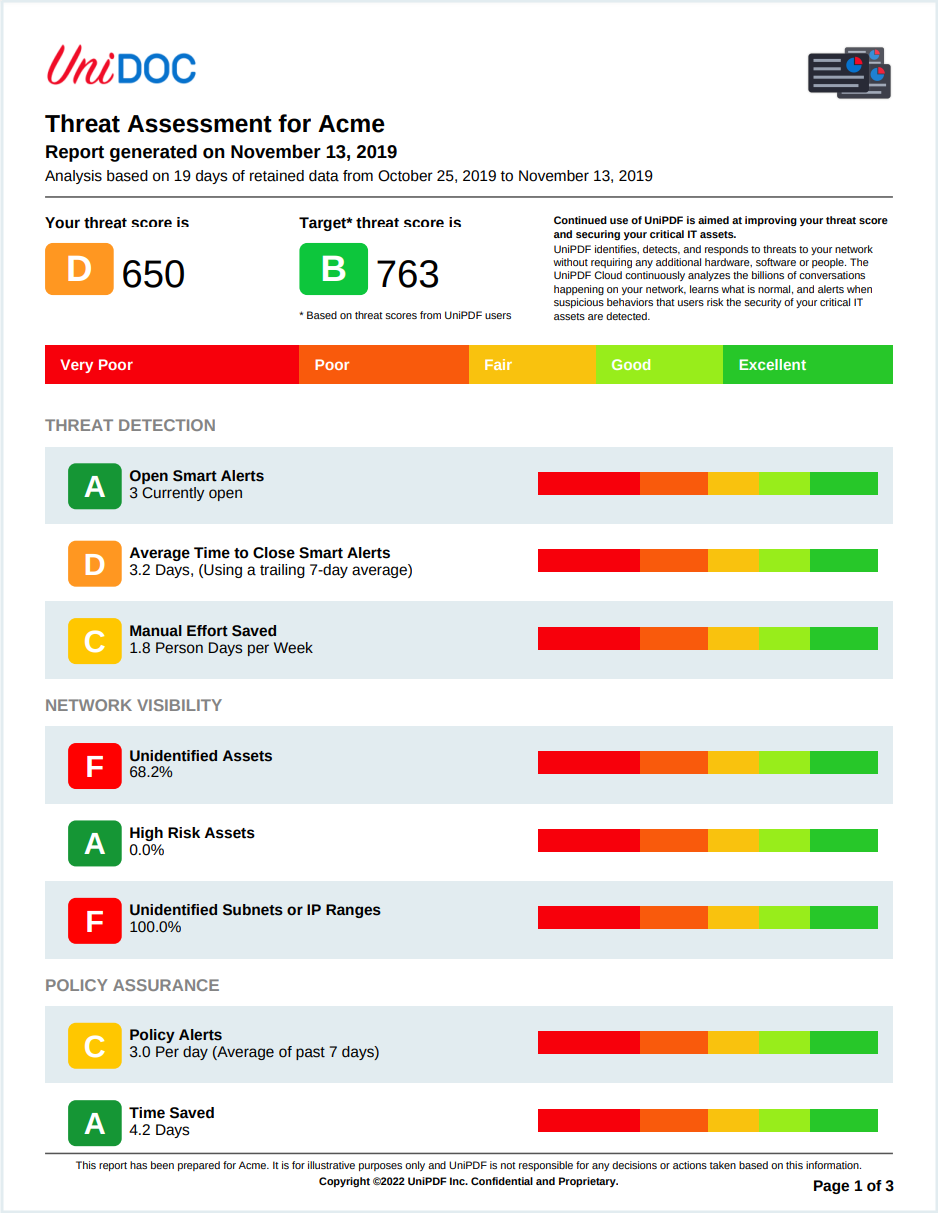 UniDOC
Threat Assessment for Acme
Report generated on November 13, 2019
Analysis based on 19 days of retained data from October 25, 2019 to November 13, 2019
Your threat score is
D 650
Target* threat score is
B 763
* Based on threat scores from UniPDF users
Continued use of UniPDF is aimed at improving your threat score
and securing your critical IT assets.
UniPDF identifies, detects, and responds to threats to your network
without requiring any additional hardware, software or people. The
UniPDF Cloud continuously analyzes the billions of conversations
happening on your network, learns what is normal, and alerts when
suspicious behaviors that users risk the security of your critical IT
assets are detected.
Very Poor Poor Fair Good Excellent
THREAT DETECTION
A
Open Smart Alerts
3 Currently open
D
Average Time to Close Smart Alerts
3.2 Days, (Using a trailing 7-day average)
C
Manual Effort Saved
1.8 Person Days per Week
NETWORK VISIBILITY
F
Unidentified Assets
68.2%
A
High Risk Assets
0.0%
F
Unidentified Subnets or IP Ranges
100.0%
POLICY ASSURANCE
C
Policy Alerts
3.0 Per day (Average of past 7 days)
A
Time Saved
4.2 Days
This report has been prepared for Acme. It is for illustrative purposes only and UniPDF is not responsible for any decisions or actions taken based on this information.
Copyright ©2022 UniPDF Inc. Confidential and Proprietary.
Page 1 of 3